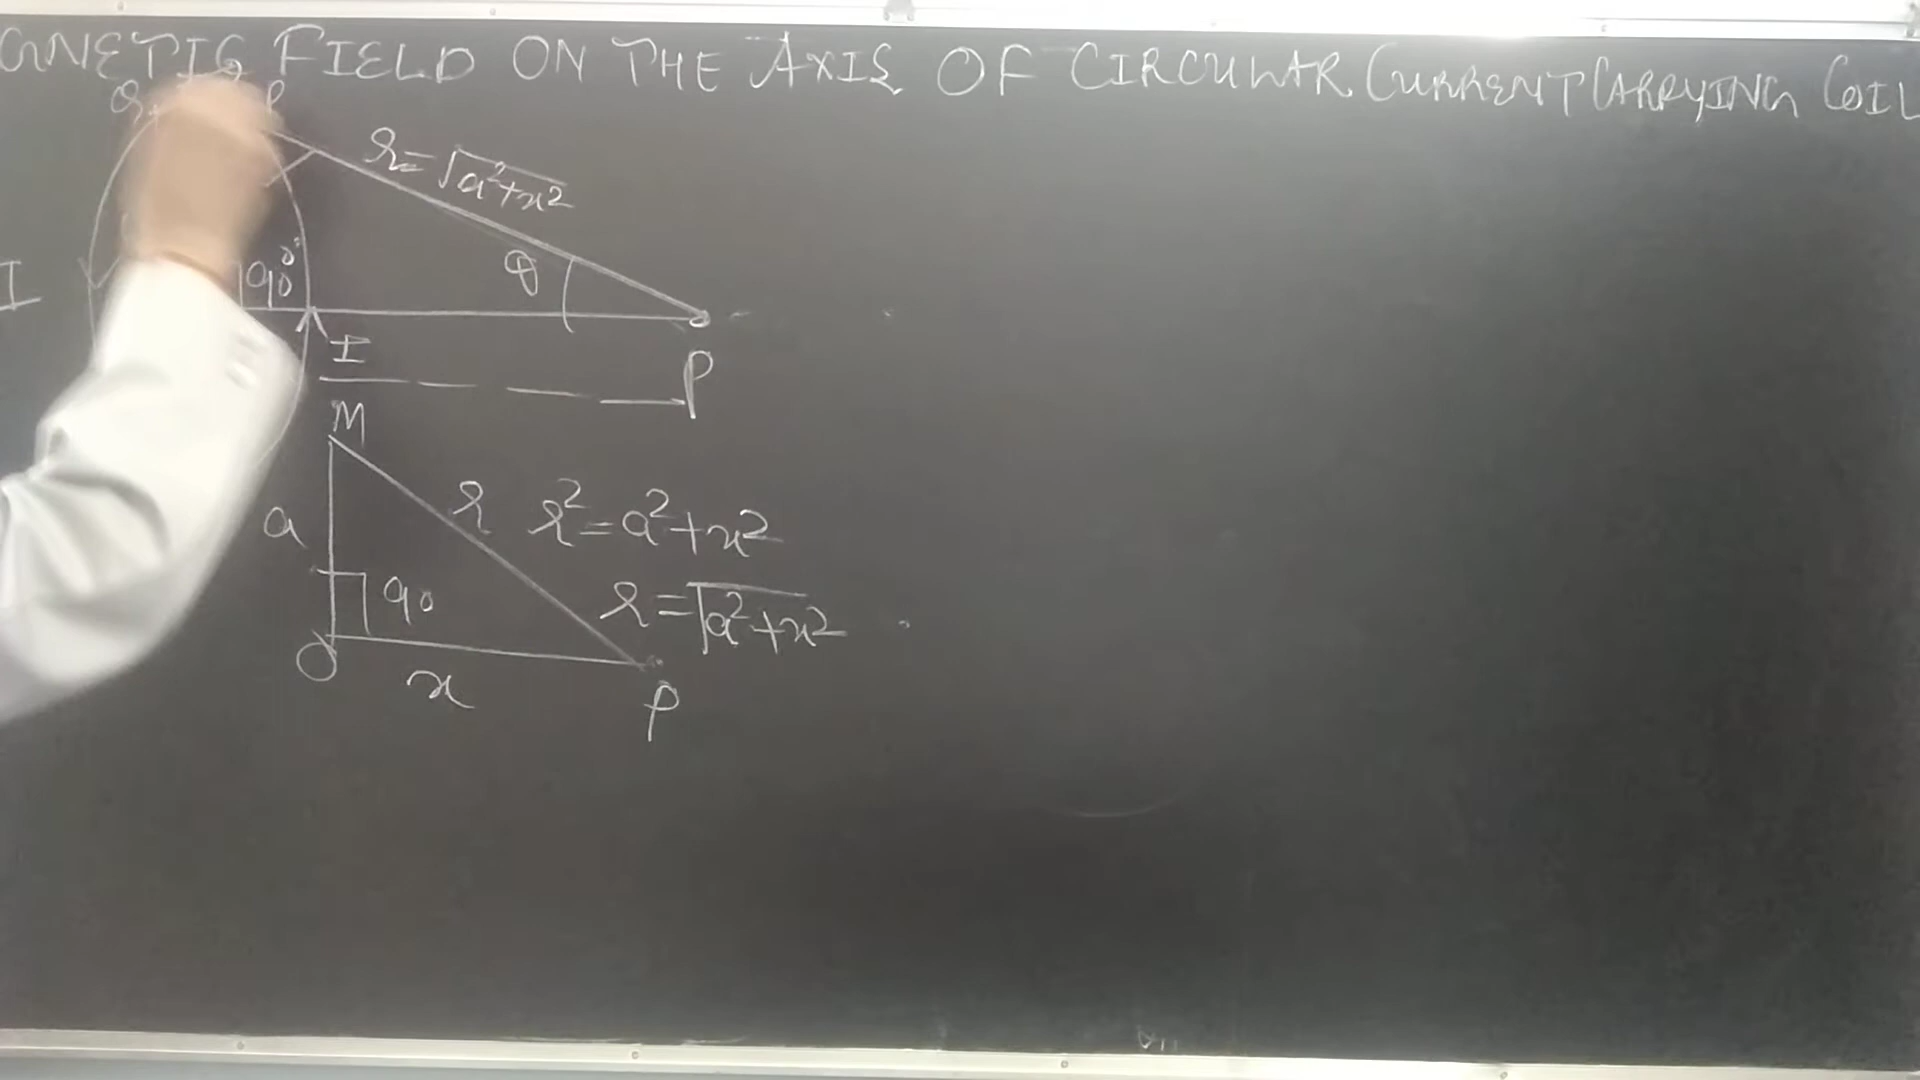 GNETIC FIELD ON THE AXIS OF CIRCULAR CURRENT CARRYING COIL
Q
r=√a²+x²
90°
θ
I
I
P
M
a
r
r²=a²+x²
90
r=√a²+x²
O
x
P